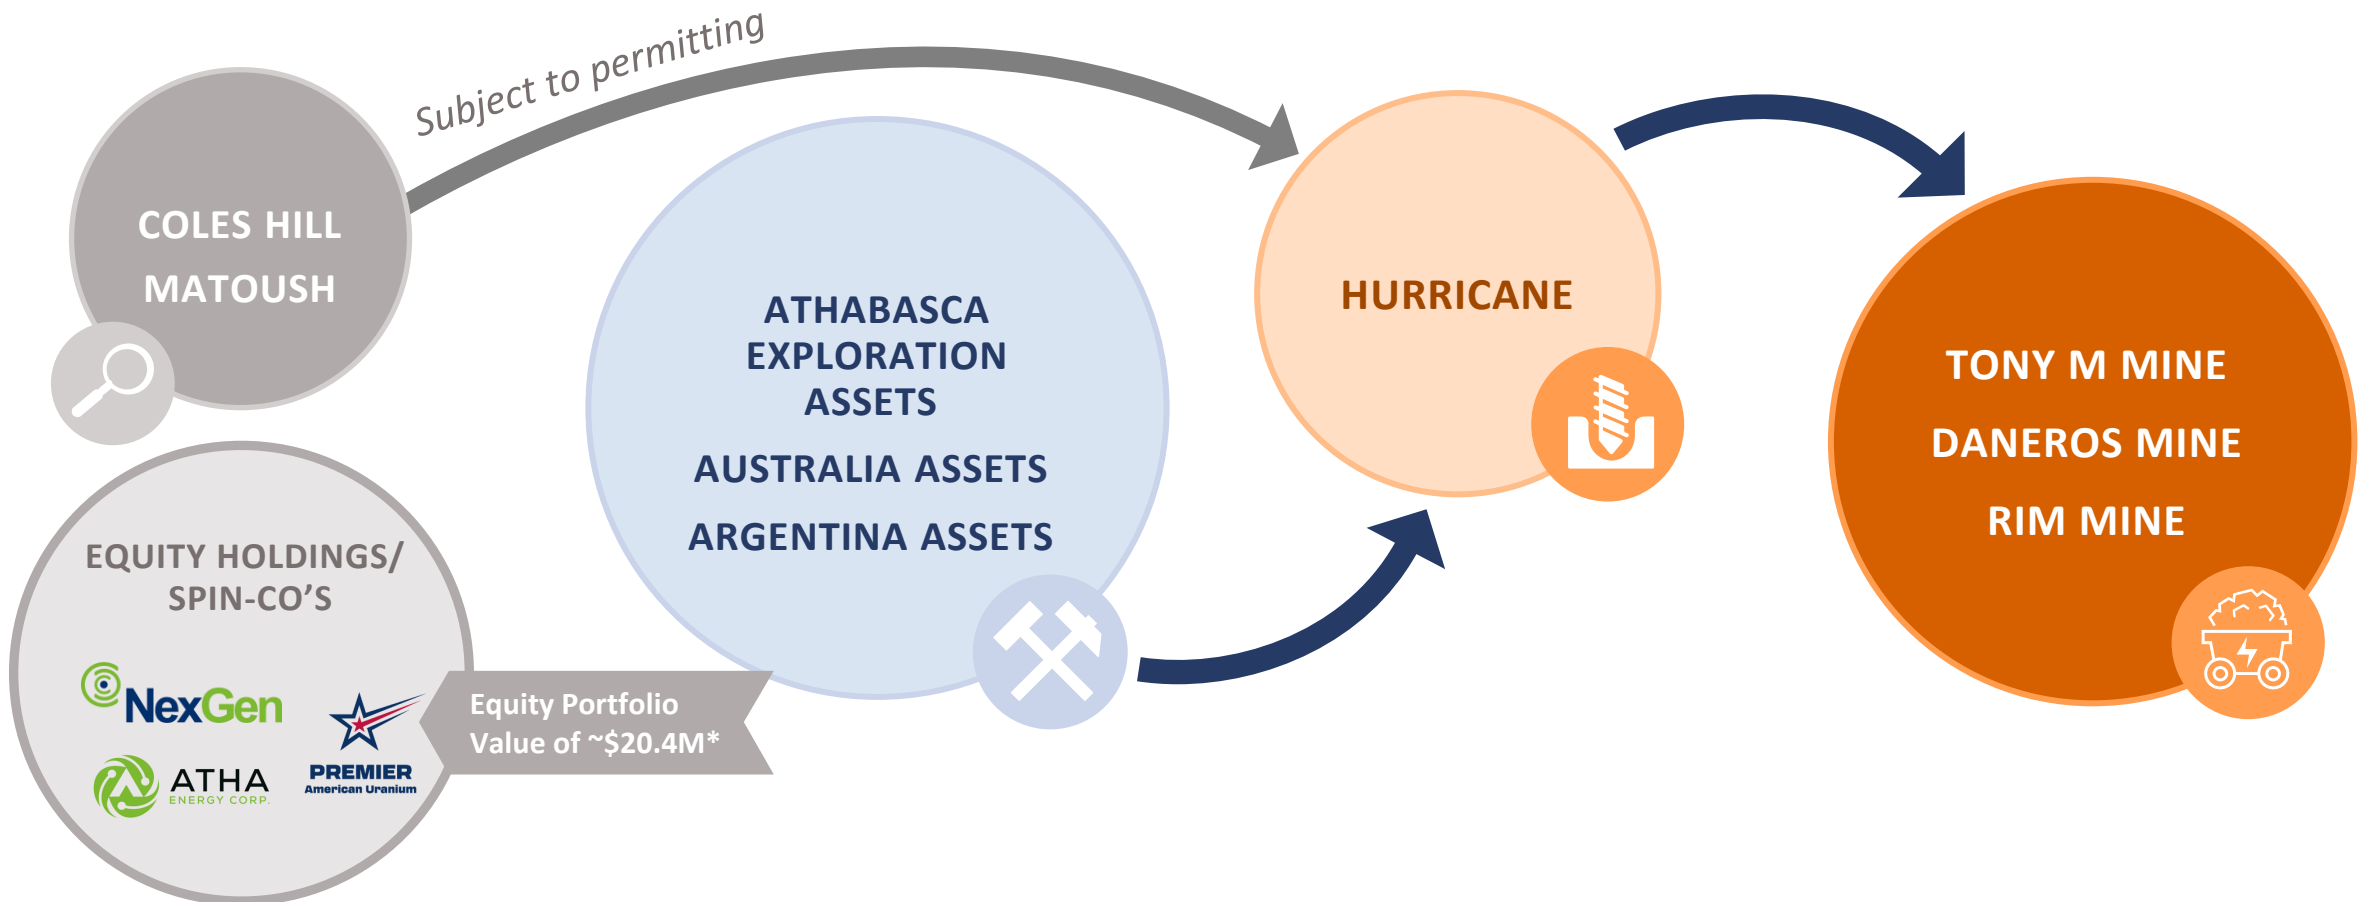 Subject to permitting
COLES HILL
MATOUSH
EQUITY HOLDINGS/
SPIN-CO’S
NexGen
ATHA
ENERGY CORP.
PREMIER
American Uranium
Equity Portfolio
Value of ~$20.4M*
ATHABASCA
EXPLORATION
ASSETS
AUSTRALIA ASSETS
ARGENTINA ASSETS
HURRICANE
TONY M MINE
DANEROS MINE
RIM MINE